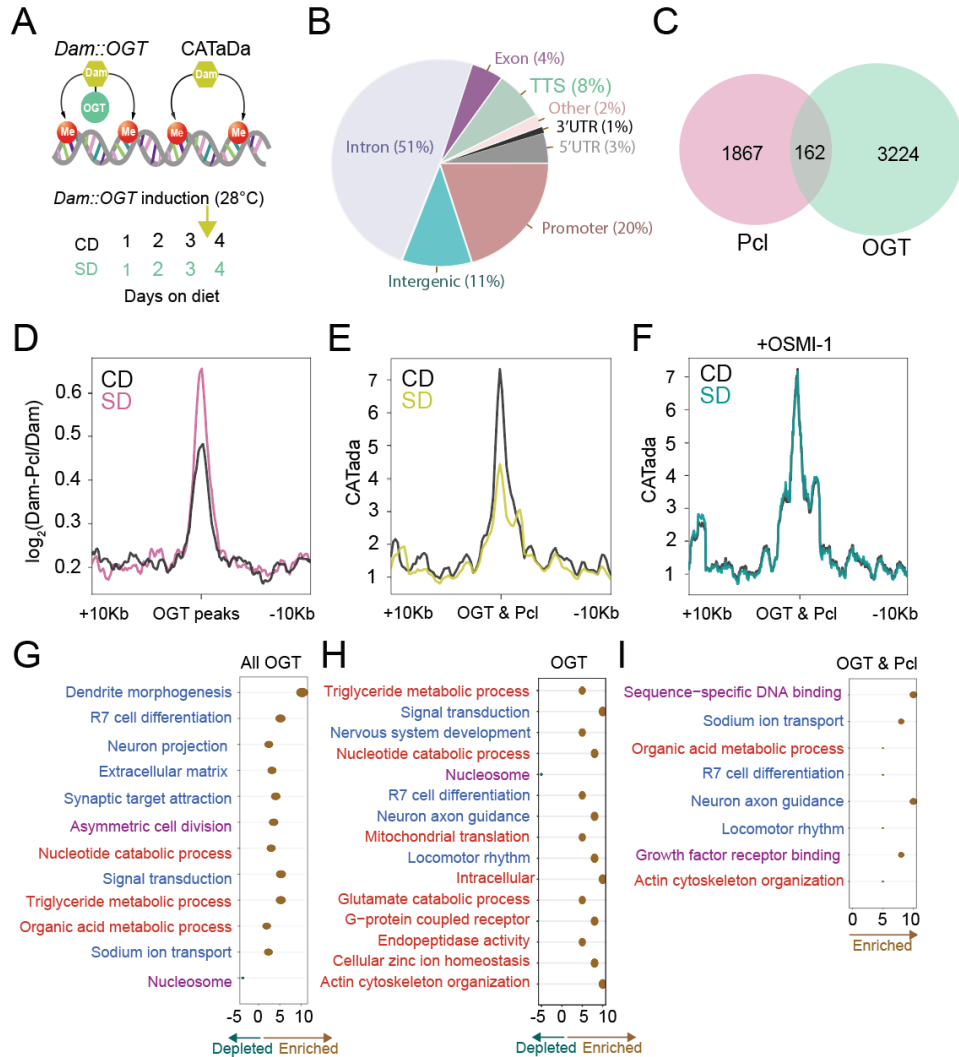 A
Dam::OGT
CATaDa
Dam
Dam
OGT
Me
Me
Me
Me
Dam::OGT induction (28°C)
CD 1 2 3 4
SD 1 2 3 4
Days on diet
B
Exon (4%)
TTS (8%)
Other (2%)
3'UTR (1%)
5'UTR (3%)
Intron (51%)
Promoter (20%)
Intergenic (11%)
C
1867
162
3224
Pcl
OGT
D
CD
SD
log2(Dam-Pcl/Dam)
0.6
0.5
0.4
0.3
0.2
+10Kb OGT peaks -10Kb
E
CD
SD
CATada
7
6
5
4
3
2
1
+10Kb OGT & Pcl -10Kb
F
+OSMI-1
CD
SD
CATada
7
6
5
4
3
2
1
+10Kb OGT & Pcl -10Kb
G
All OGT
Dendrite morphogenesis
R7 cell differentiation
Neuron projection
Extracellular matrix
Synaptic target attraction
Asymmetric cell division
Nucleotide catabolic process
Signal transduction
Triglyceride metabolic process
Organic acid metabolic process
Sodium ion transport
Nucleosome
-5 0 5 10
Depleted Enriched
H
OGT
Triglyceride metabolic process
Signal transduction
Nervous system development
Nucleotide catabolic process
Nucleosome
R7 cell differentiation
Neuron axon guidance
Mitochondrial translation
Locomotor rhythm
Intracellular
Glutamate catabolic process
G−protein coupled receptor
Endopeptidase activity
Cellular zinc ion homeostasis
Actin cytoskeleton organization
-5 0 5 10
Depleted Enriched
I
OGT & Pcl
Sequence−specific DNA binding
Sodium ion transport
Organic acid metabolic process
R7 cell differentiation
Neuron axon guidance
Locomotor rhythm
Growth factor receptor binding
Actin cytoskeleton organization
0 5 10
Enriched